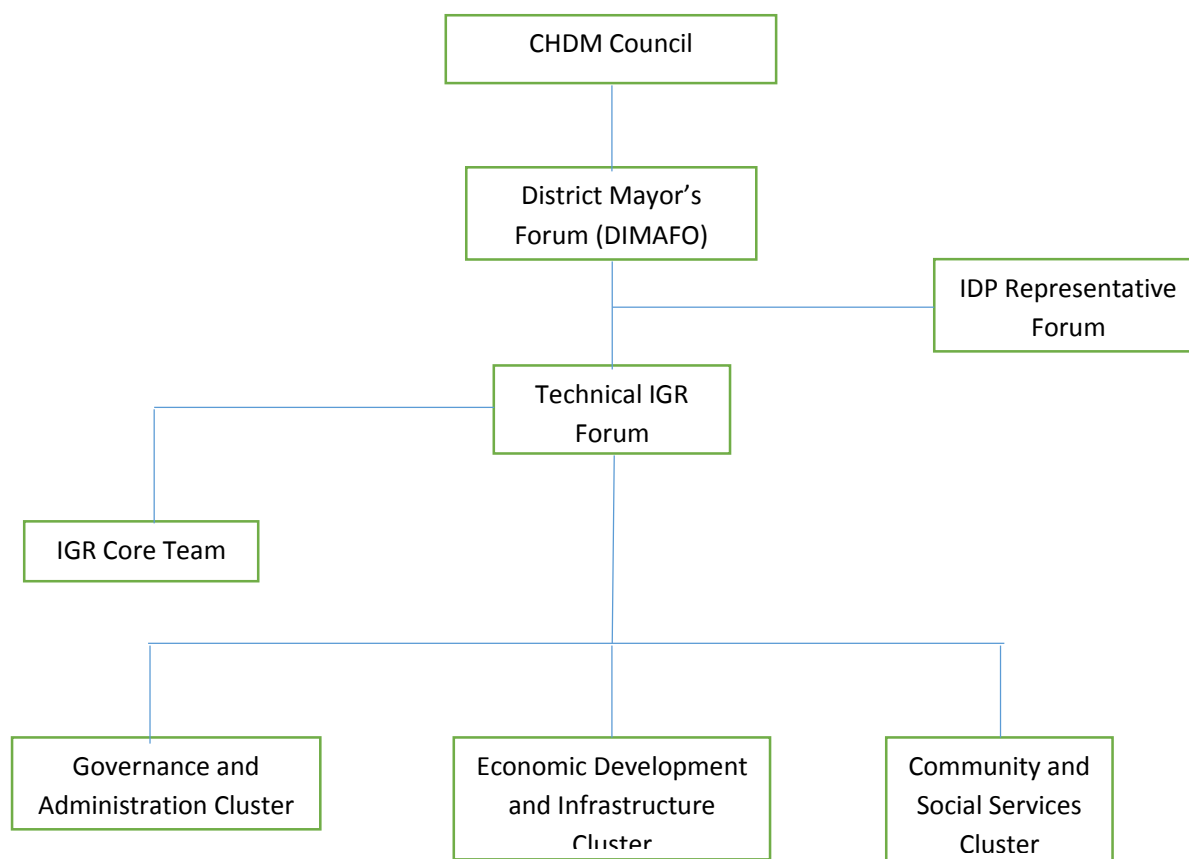 CHDM Council
District Mayor’s
Forum (DIMAFO)
IDP Representative
Forum
Technical IGR
Forum
IGR Core Team
Governance and
Administration Cluster
Economic Development
and Infrastructure
Cluster
Community and
Social Services
Cluster